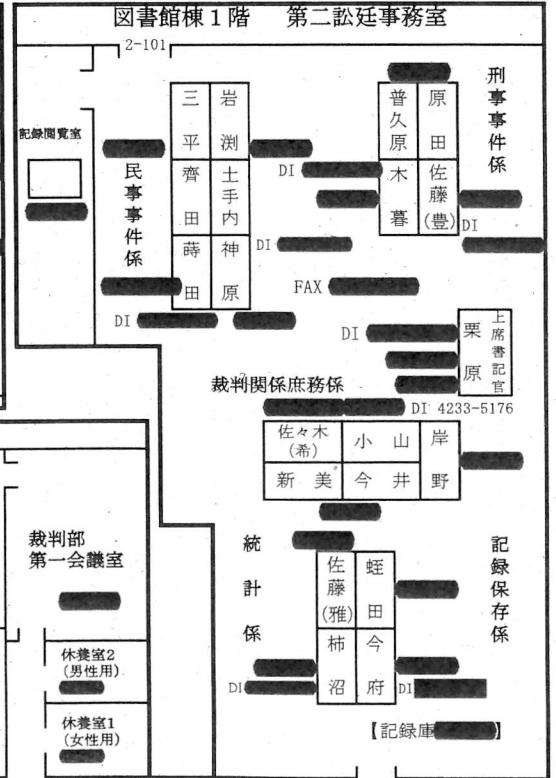 図書館棟1階 第二訟廷事務室
2-101
記録閲覧室
民事事件係
三平
岩渕
齊田
土手内
蒔田
神原
DI
DI
刑事事件係
普久原
原田
木暮
佐藤(豊)
DI
DI
FAX
DI
栗原
上席書記官
裁判関係庶務係
DI 4233-5176
佐々木(希)
小山
岸野
新美
今井
統計係
記録保存係
佐藤(雅)
蛭田
柿沼
今府
DI
DI
【記録庫
】
裁判部
第一会議室
休養室2
(男性用)
休養室1
(女性用)